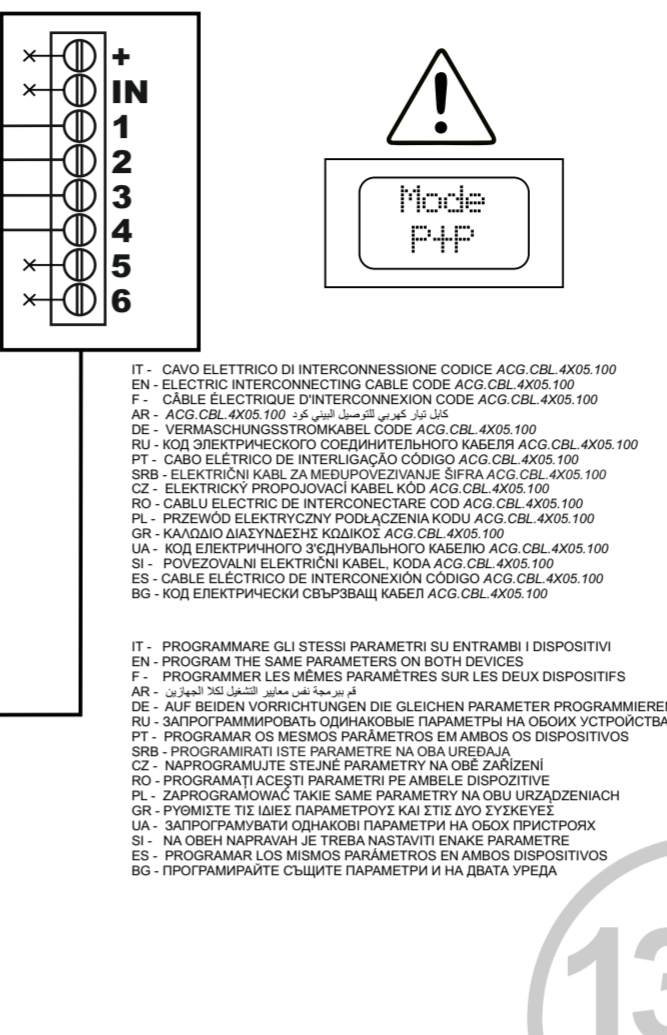 +
IN
1
2
3
4
5
6
!
Mode
P+P
IT - CAVO ELETTRICO DI INTERCONNESSIONE CODICE ACG.CBL.4X05.100
EN - ELECTRIC INTERCONNECTING CABLE CODE ACG.CBL.4X05.100
F - CÂBLE ÉLECTRIQUE D'INTERCONNEXION CODE ACG.CBL.4X05.100
AR - ACG.CBL.4X05.100 كابل تيار كهربي للتوصيل البيني كود
DE - VERMASCHUNGSSTROMKABEL CODE ACG.CBL.4X05.100
RU - КОД ЭЛЕКТРИЧЕСКОГО СОЕДИНИТЕЛЬНОГО КАБЕЛЯ ACG.CBL.4X05.100
PT - CABO ELÉTRICO DE INTERLIGAÇÃO CÓDIGO ACG.CBL.4X05.100
SRB - ELEKTRIČNI KABL ZA MEĐUPOVEZIVANJE ŠIFRA ACG.CBL.4X05.100
CZ - ELEKTRICKÝ PROPOJOVACÍ KABEL KÓD ACG.CBL.4X05.100
RO - CABLU ELECTRIC DE INTERCONECTARE COD ACG.CBL.4X05.100
PL - PRZEWÓD ELEKTRYCZNY PODŁĄCZENIA KODU ACG.CBL.4X05.100
GR - ΚΑΛΩΔΙΟ ΔΙΑΣΥΝΔΕΣΗΣ ΚΩΔΙΚΟΣ ACG.CBL.4X05.100
UA - КОД ЕЛЕКТРИЧНОГО З'ЄДНУВАЛЬНОГО КАБЕЛЮ ACG.CBL.4X05.100
SI - POVEZOVALNI ELEKTRIČNI KABEL, KODA ACG.CBL.4X05.100
ES - CABLE ELÉCTRICO DE INTERCONEXIÓN CÓDIGO ACG.CBL.4X05.100
BG - КОД ЕЛЕКТРИЧЕСКИ СВЪРЗВАЩ КАБЕЛ ACG.CBL.4X05.100
IT - PROGRAMMARE GLI STESSI PARAMETRI SU ENTRAMBI I DISPOSITIVI
EN - PROGRAM THE SAME PARAMETERS ON BOTH DEVICES
F - PROGRAMMER LES MÊMES PARAMÈTRES SUR LES DEUX DISPOSITIFS
AR - قم ببرمجة نفس معايير التشغيل لكلا الجهازين
DE - AUF BEIDEN VORRICHTUNGEN DIE GLEICHEN PARAMETER PROGRAMMIEREN
RU - ЗАПРОГРАММИРОВАТЬ ОДИНАКОВЫЕ ПАРАМЕТРЫ НА ОБОИХ УСТРОЙСТВА
PT - PROGRAMAR OS MESMOS PARÂMETROS EM AMBOS OS DISPOSITIVOS
SRB - PROGRAMIRATI ISTE PARAMETRE NA OBA UREĐAJA
CZ - NAPROGRAMUJTE STEJNÉ PARAMETRY NA OBĚ ZAŘÍZENÍ
RO - PROGRAMAȚI ACEȘTI PARAMETRI PE AMBELE DISPOZITIVE
PL - ZAPROGRAMOWAĆ TAKIE SAME PARAMETRY NA OBU URZĄDZENIACH
GR - ΡΥΘΜΙΣΤΕ ΤΙΣ ΙΔΙΕΣ ΠΑΡΑΜΕΤΡΟΥΣ ΚΑΙ ΣΤΙΣ ΔΥΟ ΣΥΣΚΕΥΕΣ
UA - ЗАПРОГРАМУВАТИ ОДНАКОВІ ПАРАМЕТРИ НА ОБОХ ПРИСТРОЯХ
SI - NA OBEH NAPRAVAH JE TREBA NASTAVITI ENAKE PARAMETRE
ES - PROGRAMAR LOS MISMOS PARÁMETROS EN AMBOS DISPOSITIVOS
BG - ПРОГРАМИРАЙТЕ СЪЩИТЕ ПАРАМЕТРИ И НА ДВАТА УРЕДА
13